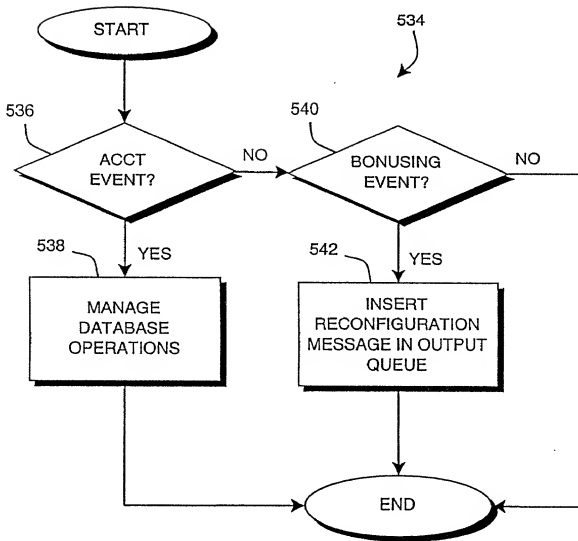 START
534
536
540
ACCT
EVENT?
NO
BONUSING
EVENT?
NO
538
YES
542
YES
MANAGE
DATABASE
OPERATIONS
INSERT
RECONFIGURATION
MESSAGE IN OUTPUT
QUEUE
END